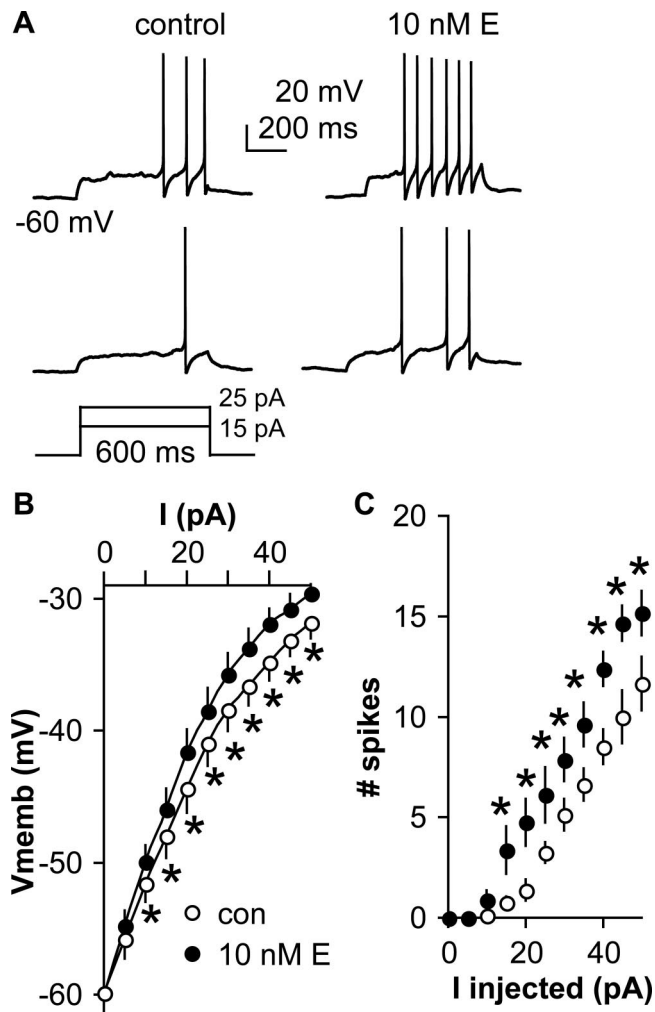 A
control
10 nM E
20 mV
200 ms
-60 mV
25 pA
15 pA
600 ms
B
I (pA)
0
20
40
-30
-40
-50
-60
Vmemb (mV)
* * * * * * * * *
con
10 nM E
C
20
15
10
5
0
# spikes
* * * * * * * *
0
20
40
I injected (pA)